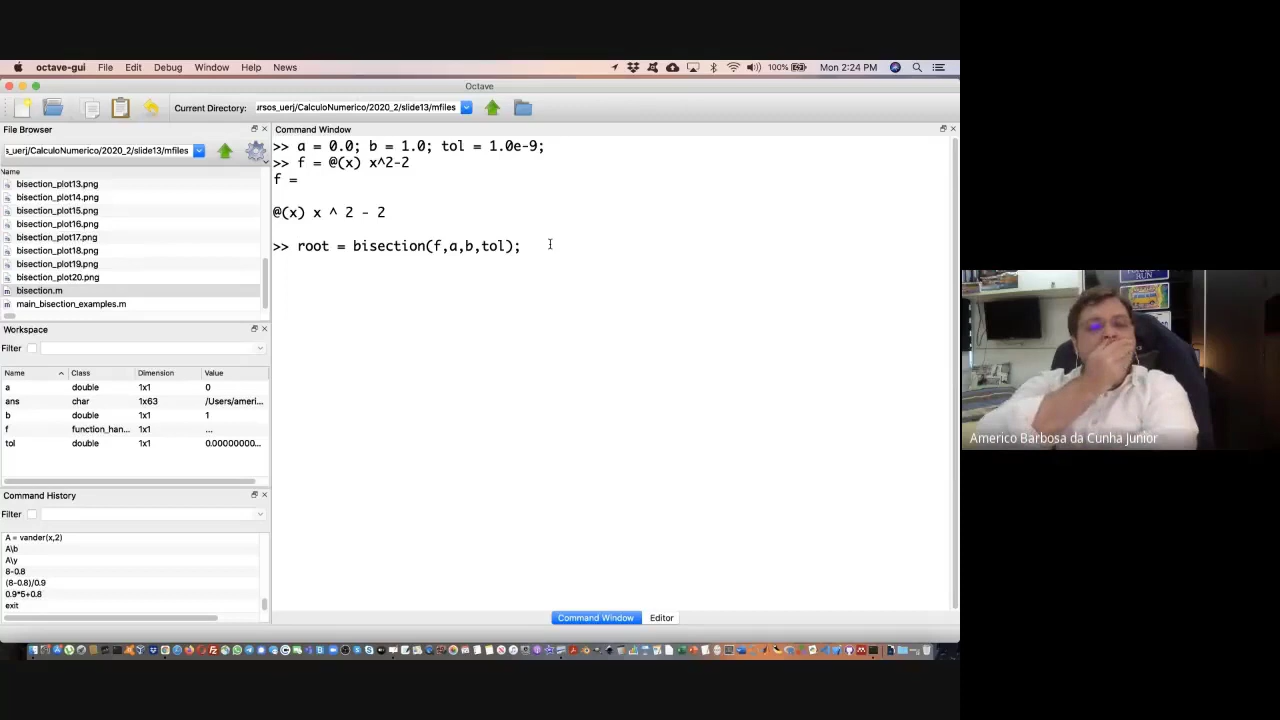 octave-gui File Edit Debug Window Help News 100% Mon 2:24 PM
Octave
Current Directory: ursos_uerj/CalculoNumerico/2020_2/slide13/mfiles
File Browser
s_uerj/CalculoNumerico/2020_2/slide13/mfiles
Name
bisection_plot13.png
bisection_plot14.png
bisection_plot15.png
bisection_plot16.png
bisection_plot17.png
bisection_plot18.png
bisection_plot19.png
bisection_plot20.png
bisection.m
main_bisection_examples.m
Workspace
Filter
Name Class Dimension Value
a double 1x1 0
ans char 1x63 /Users/ameri...
b double 1x1 1
f function_han... 1x1 ...
tol double 1x1 0.00000000...
Command History
Filter
A = vander(x,2)
A\b
A\y
8-0.8
(8-0.8)/0.9
0.9*5+0.8
exit
Command Window
>> a = 0.0; b = 1.0; tol = 1.0e-9;
>> f = @(x) x^2-2
f =
@(x) x ^ 2 - 2
>> root = bisection(f,a,b,tol);
Command Window Editor
RUN
Americo Barbosa da Cunha Junior